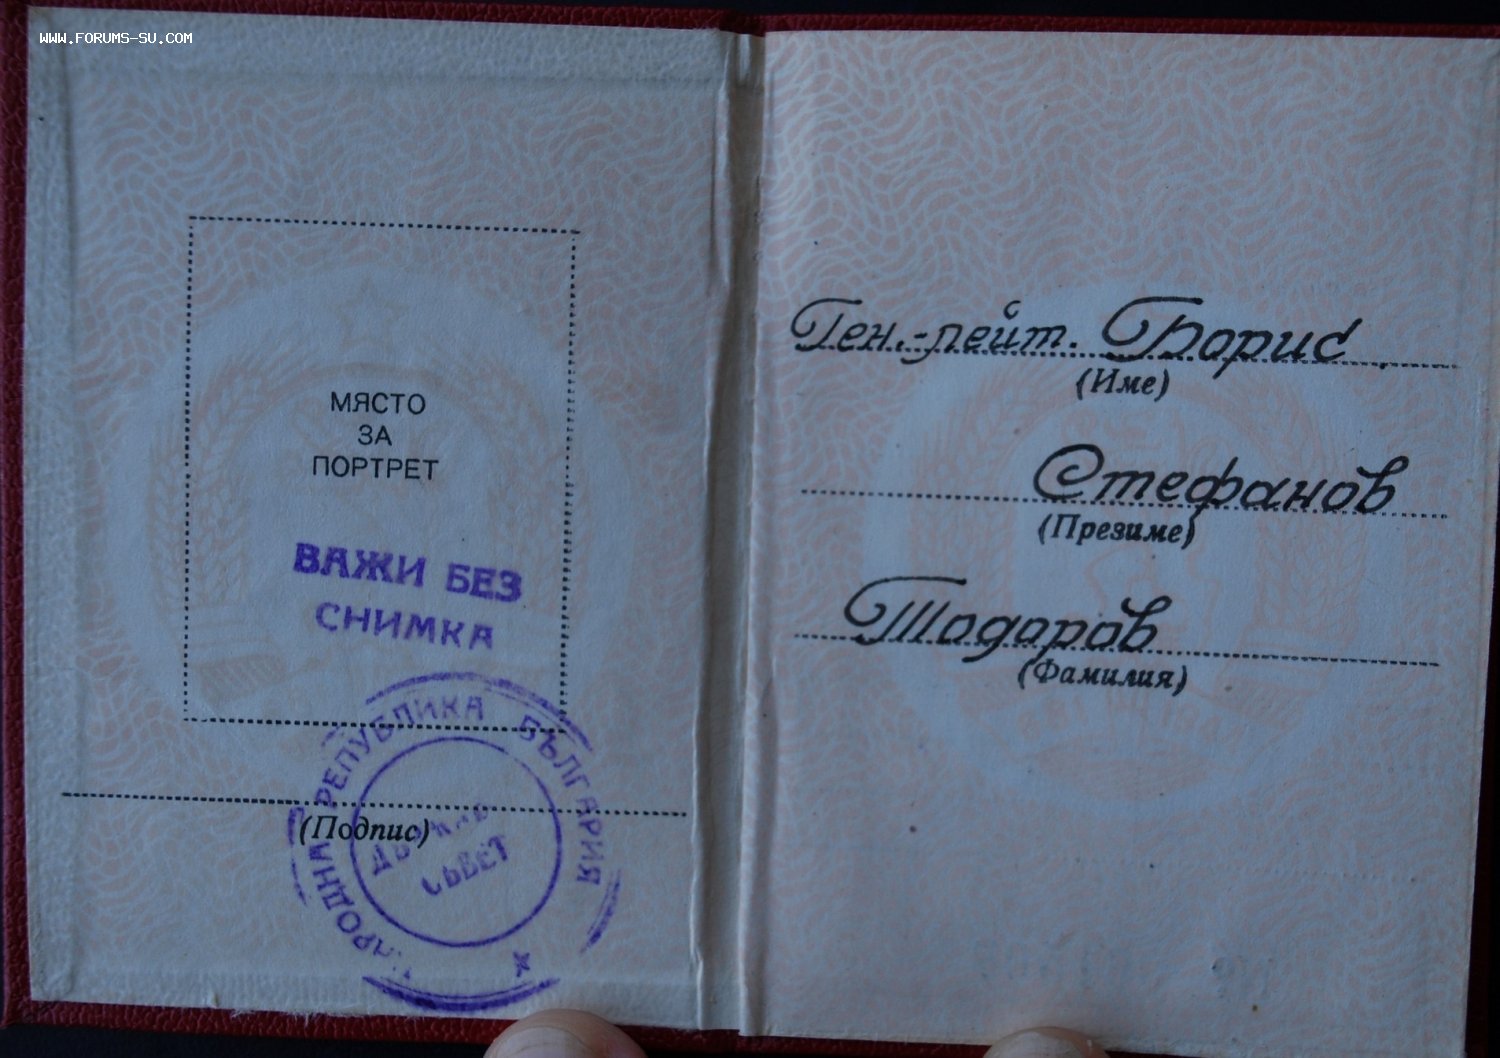 WWW.FORUMS-SU.COM
МЯСТО
ЗА
ПОРТРЕТ
ВАЖИ БЕЗ
СНИМКА
(Подпис)
НАРОДНА РЕПУБЛИКА БЪЛГАРИЯ
ДЪРЖАВЕН
СЪВЕТ
Ген.-лейт. Борис
(Име)
Стефанов
(Презиме)
Тодоров
(Фамилия)